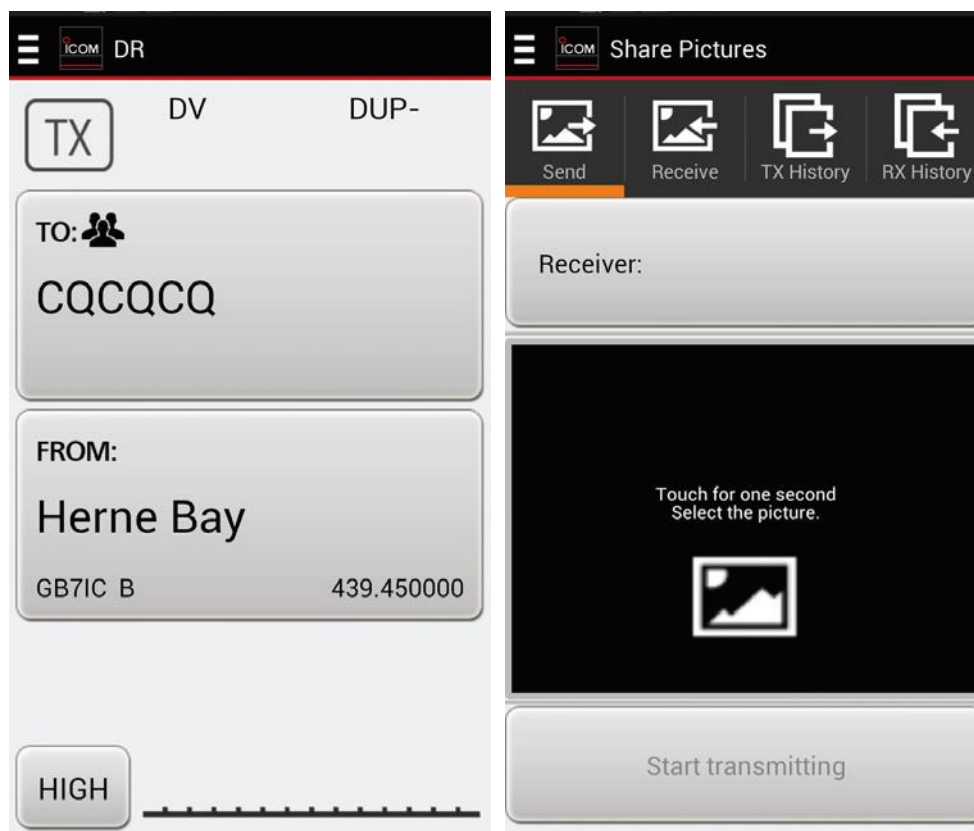 ICOM DR
TX DV DUP-
TO:
CQCQCQ
FROM:
Herne Bay
GB7IC B 439.450000
HIGH
ICOM Share Pictures
Send Receive TX History RX History
Receiver:
Touch for one second
Select the picture.
Start transmitting